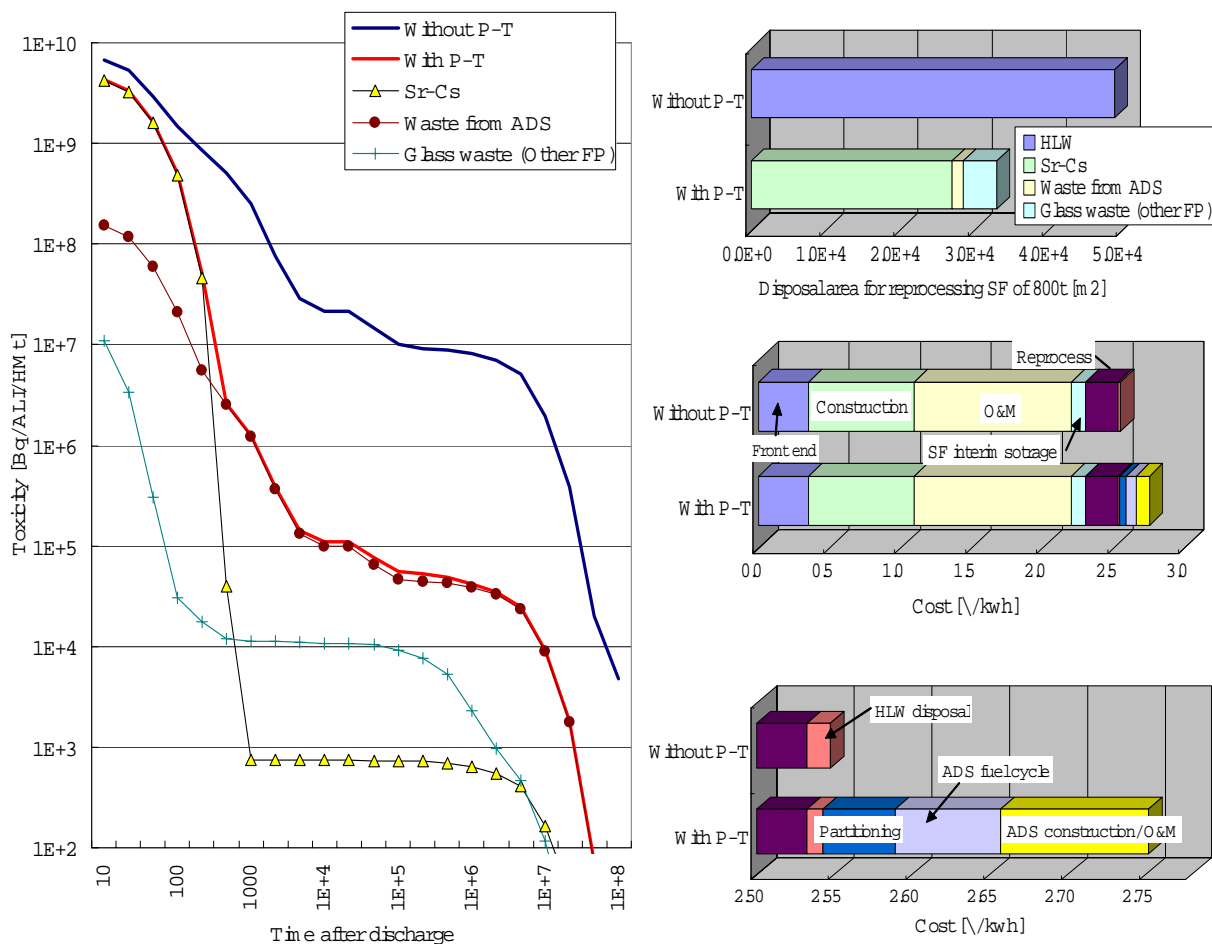 Without P-T
With P-T
Sr-Cs
Waste from ADS
Glass waste (Other FP)
1E+10
1E+9
1E+8
1E+7
1E+6
1E+5
1E+4
1E+3
1E+2
Toxicity [Bq/ALI/HMt]
10
100
1000
1E+4
1E+5
1E+6
1E+7
1E+8
Time after discharge
Without P-T
With P-T
HLW
Sr-Cs
Waste from ADS
Glass waste (other FP)
0.0E+0 1.0E+4 2.0E+4 3.0E+4 4.0E+4 5.0E+4
Disposal area for reprocessing SF of 800t [m2]
Reprocess
Without P-T
Construction
O&M
Front end
SF interim sotrage
With P-T
0.0 0.5 1.0 1.5 2.0 2.5 3.0
Cost [\/kwh]
HLW disposal
Without P-T
ADS fuel cycle
With P-T
Partitioning
ADS construction/O&M
2.50 2.55 2.60 2.65 2.70 2.75
Cost [\/kwh]